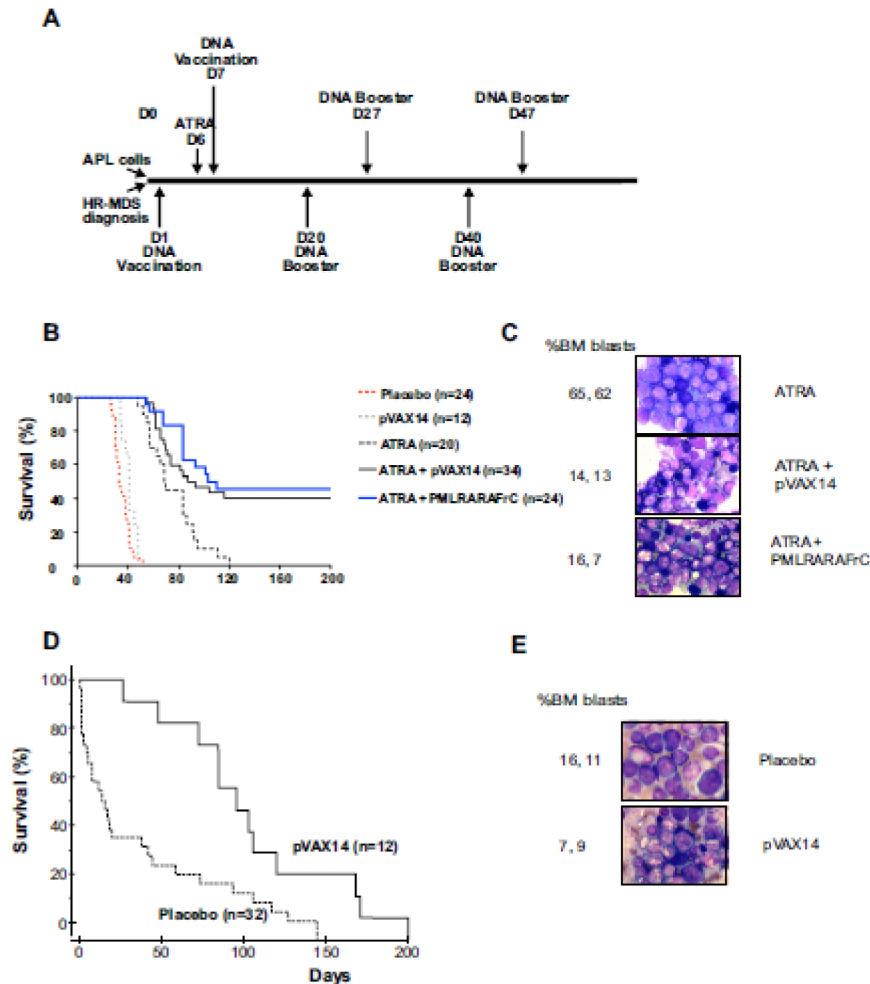 A
DNA
Vaccination
D7
D0
ATRA
D6
DNA Booster
D27
DNA Booster
D47
APL cells
HR-MDS
diagnosis
D1
DNA
Vaccination
D20
DNA
Booster
D40
DNA
Booster
B
Survival (%)
100
80
60
40
20
0
0 40 80 120 160 200
Placebo (n=24)
pVAX14 (n=12)
ATRA (n=20)
ATRA + pVAX14 (n=34)
ATRA + PMLRARAFrC (n=24)
C
%BM blasts
65, 62
ATRA
14, 13
ATRA +
pVAX14
16, 7
ATRA +
PMLRARAFrC
D
Survival (%)
100
80
60
40
20
0
0 50 100 150 200
Days
pVAX14 (n=12)
Placebo (n=32)
E
%BM blasts
16, 11
Placebo
7, 9
pVAX14